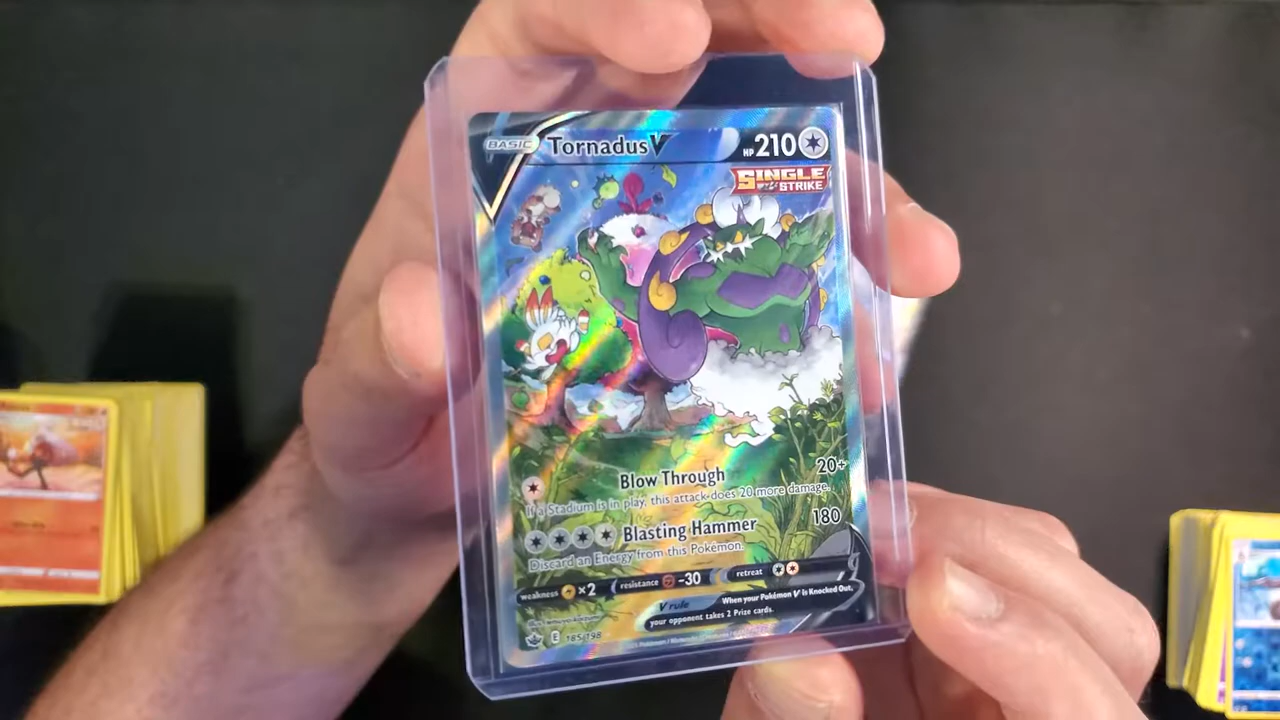 BASIC Tornadus V HP 210
SINGLE STRIKE
Blow Through 20+
If a Stadium is in play, this attack does 20 more damage.
Blasting Hammer 180
Discard an Energy from this Pokémon.
weakness ×2 resistance -30 retreat
V rule When your Pokémon V is Knocked Out,
your opponent takes 2 Prize cards.
E 185/198